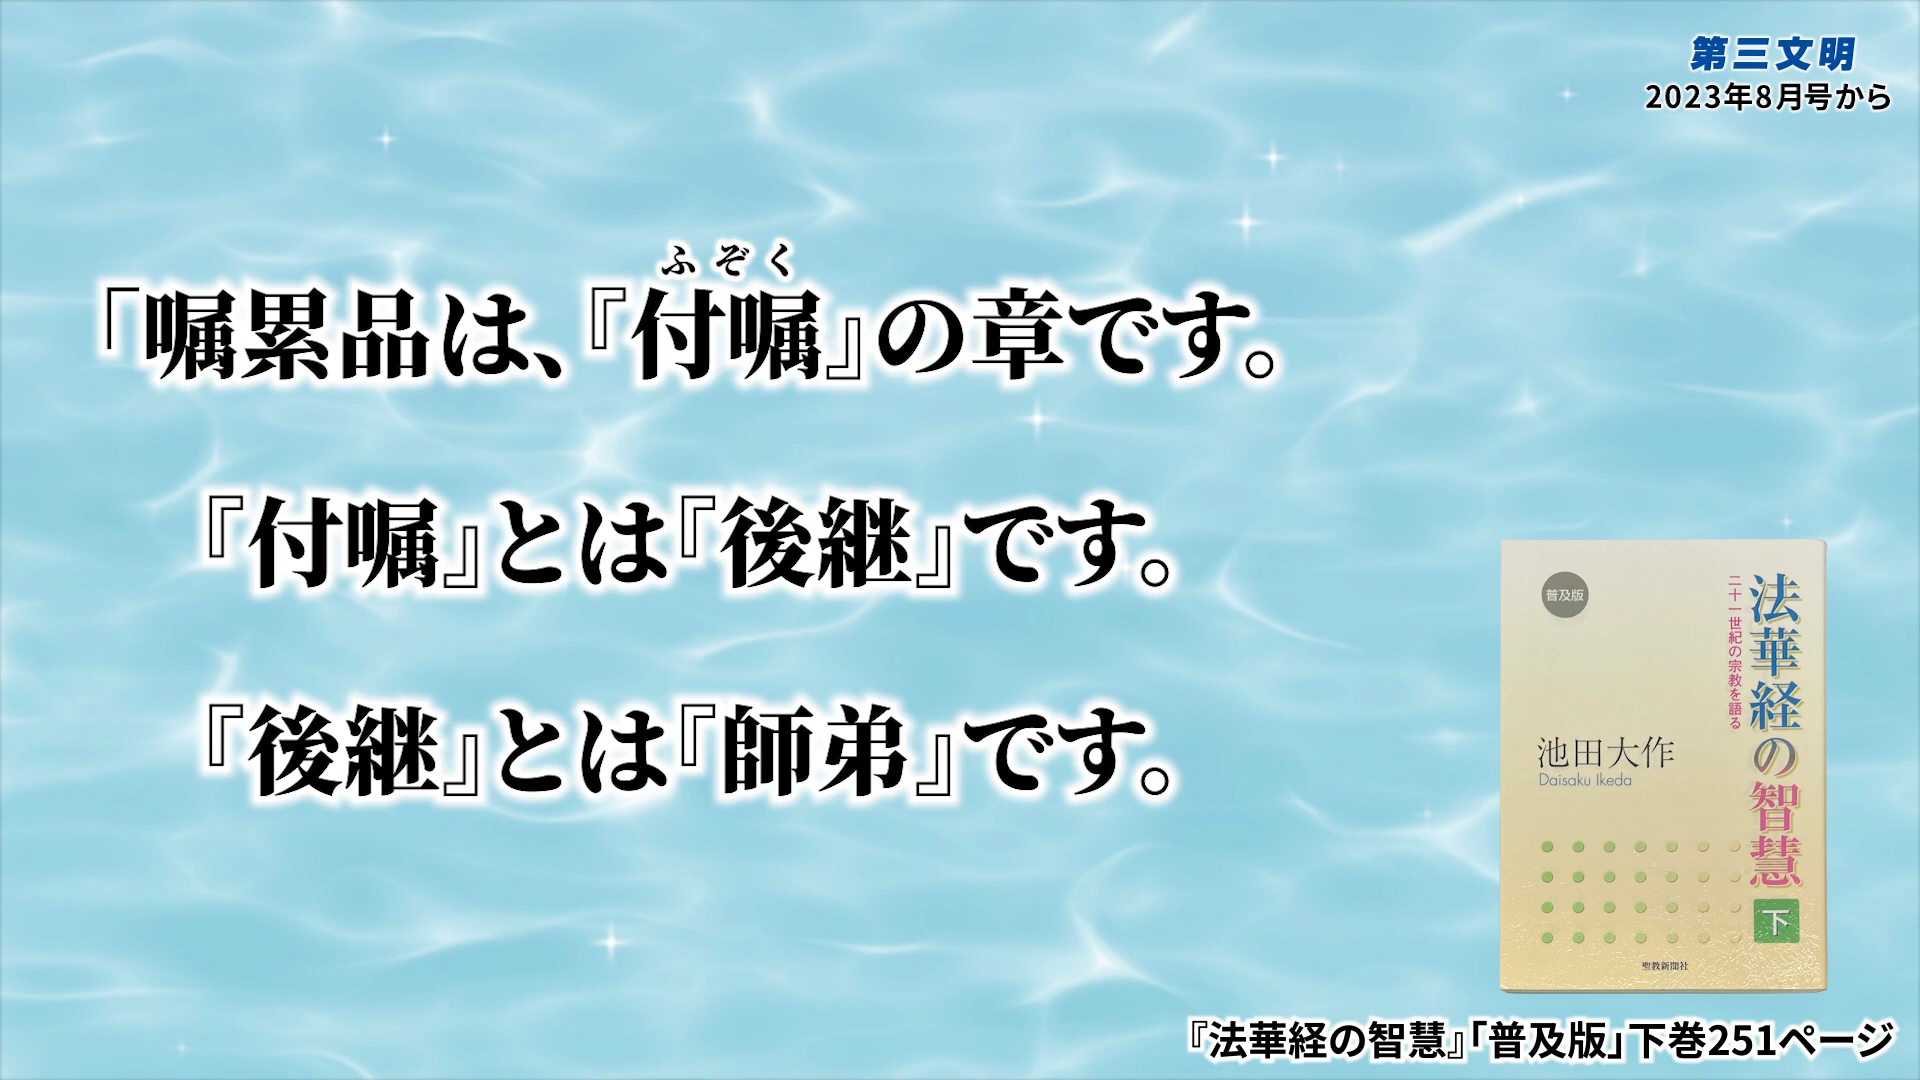 第三文明
2023年8月号から
ふぞく
「嘱累品は、『付嘱』の章です。
『付嘱』とは『後継』です。
『後継』とは『師弟』です。
普及版
法華経の智慧
二十一世紀の宗教を語る
池田大作
Daisaku Ikeda
下
聖教新聞社
『法華経の智慧』「普及版」下巻251ページ